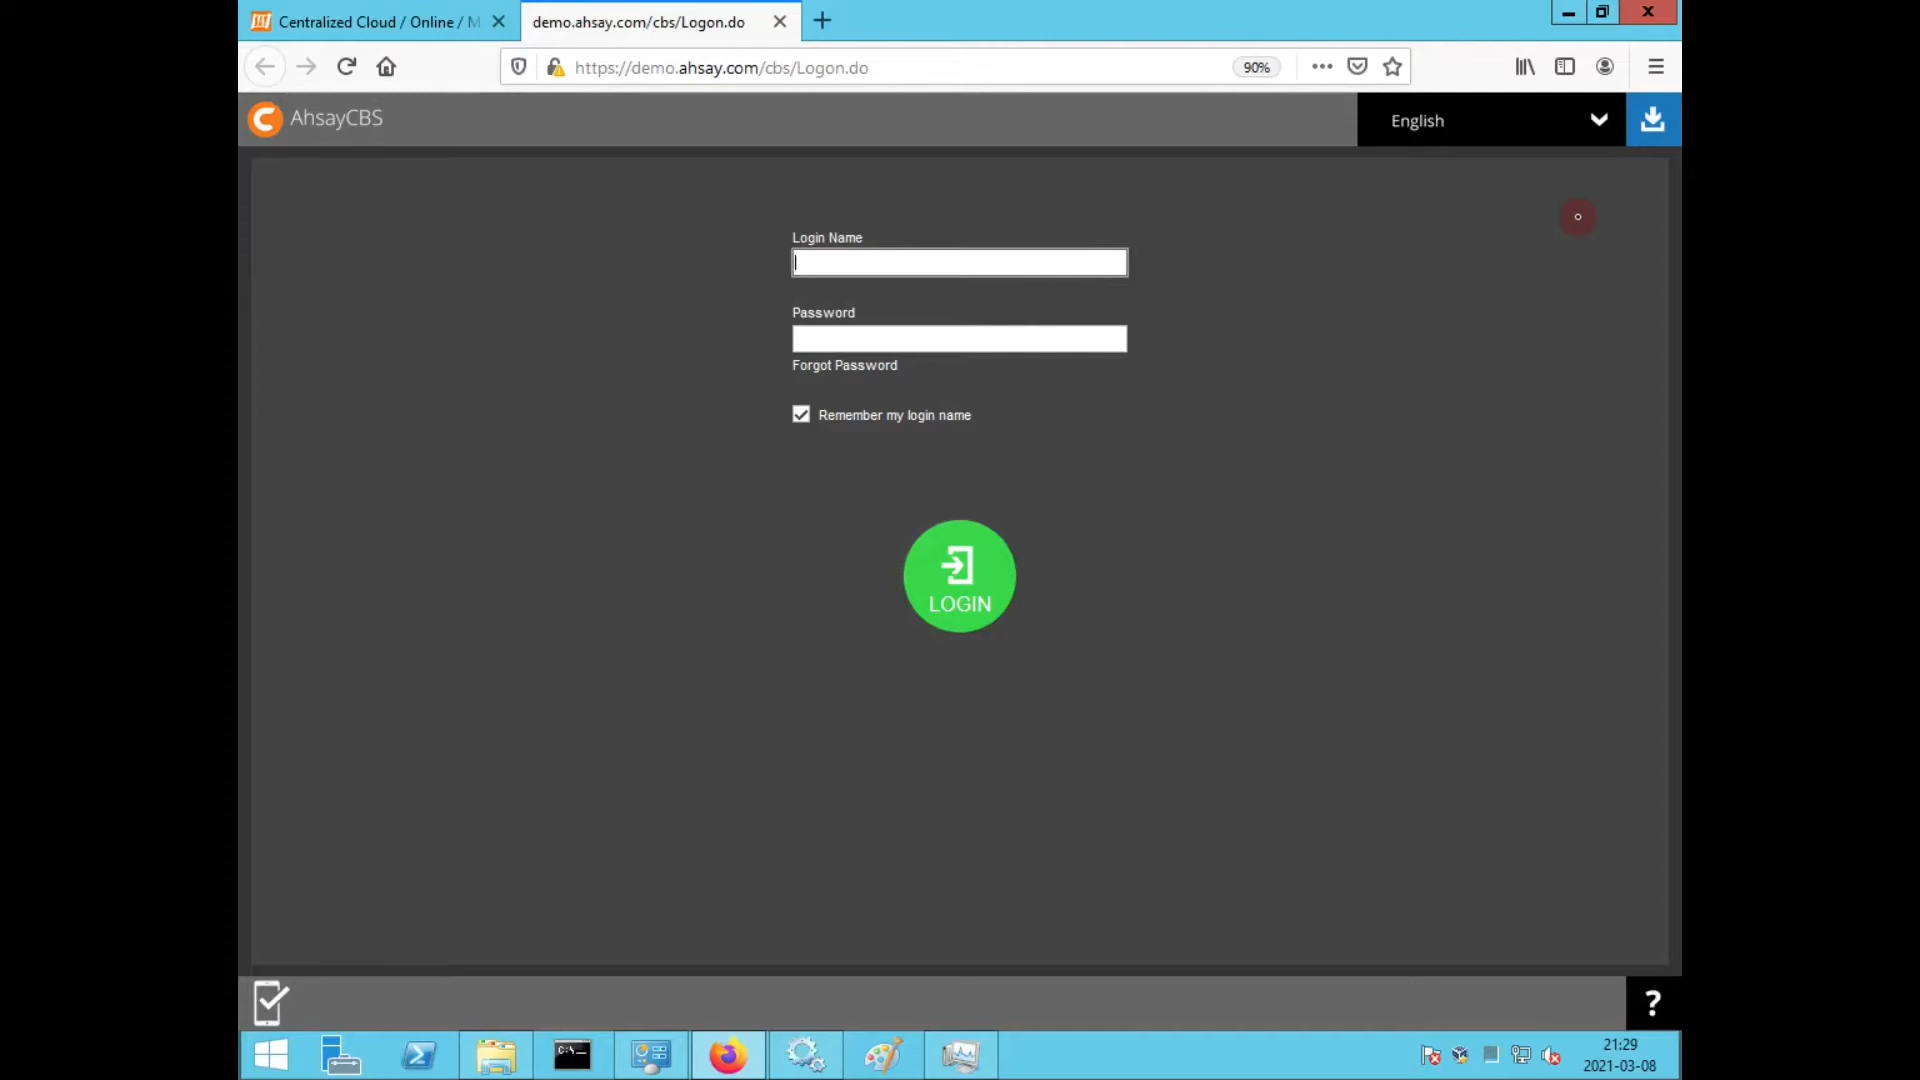 Centralized Cloud / Online / M
demo.ahsay.com/cbs/Logon.do
https://demo.ahsay.com/cbs/Logon.do
90%
AhsayCBS
English
Login Name
Password
Forgot Password
Remember my login name
LOGIN
?
C:\.
21:29
2021-03-08